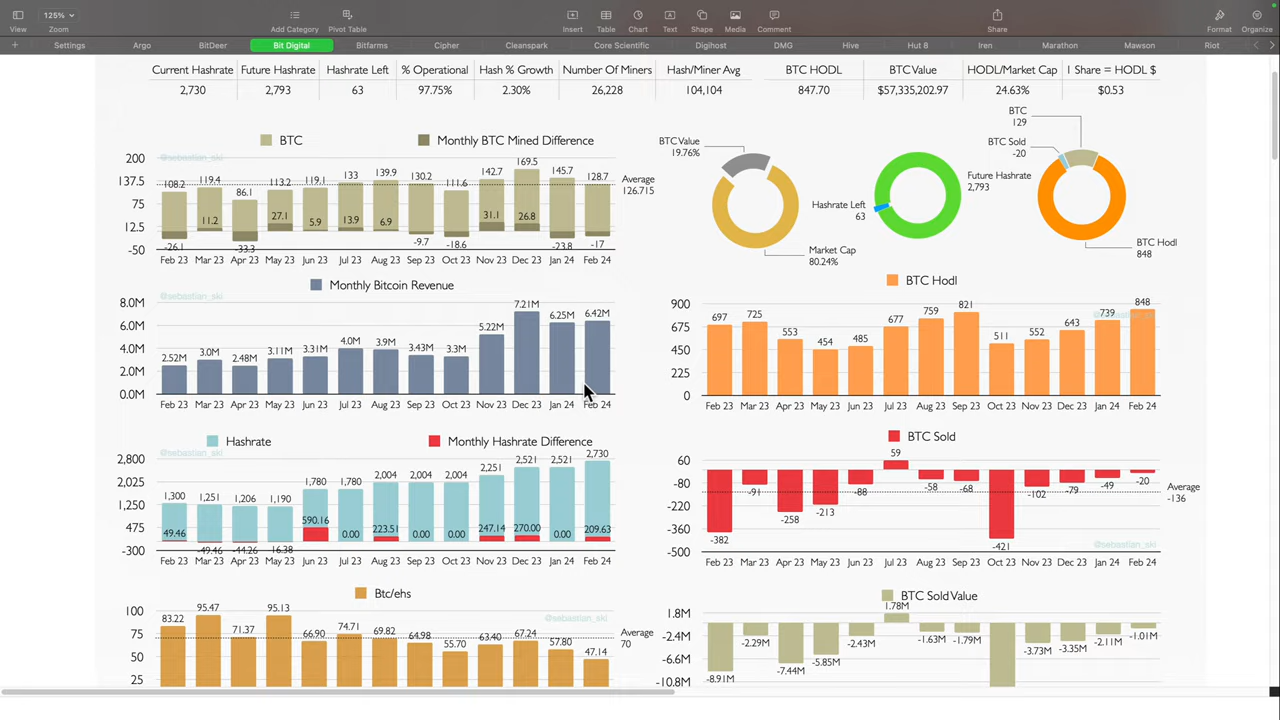 125%
View
Zoom
Add Category
Pivot Table
Insert
Table
Chart
Text
Shape
Media
Comment
Share
Format
Organize
Settings
Argo
BitDeer
Bit Digital
Bitfarms
Cipher
Cleanspark
Core Scientific
Digihost
DMG
Hive
Hut 8
Iren
Marathon
Mawson
Riot
Current Hashrate Future Hashrate Hashrate Left % Operational Hash % Growth Number Of Miners Hash/Miner Avg BTC HODL BTC Value HODL/Market Cap 1 Share = HODL $
2,730 2,793 63 97.75% 2.30% 26,228 104,104 847.70 $57,335,202.97 24.63% $0.53
BTC Monthly BTC Mined Difference
@sebastian_ski
200
137.5
75
12.5
-50
108.2 119.4 86.1 113.2 119.1 133 139.9 130.2 111.6 142.7 169.5 145.7 128.7
-26.1 11.2 -33.3 27.1 5.9 13.9 6.9 -9.7 -18.6 31.1 26.8 -23.8 -17
Average
126.715
Feb 23 Mar 23 Apr 23 May 23 Jun 23 Jul 23 Aug 23 Sep 23 Oct 23 Nov 23 Dec 23 Jan 24 Feb 24
BTC Value
19.76%
Market Cap
80.24%
Hashrate Left
63
Future Hashrate
2,793
BTC
129
BTC Sold
-20
BTC Hodl
848
Monthly Bitcoin Revenue
@sebastian_ski
8.0M
6.0M
4.0M
2.0M
0.0M
2.52M 3.0M 2.48M 3.11M 3.31M 4.0M 3.9M 3.43M 3.3M 5.22M 7.21M 6.25M 6.42M
Feb 23 Mar 23 Apr 23 May 23 Jun 23 Jul 23 Aug 23 Sep 23 Oct 23 Nov 23 Dec 23 Jan 24 Feb 24
BTC Hodl
@sebastian_ski
900
675
450
225
0
697 725 553 454 485 677 759 821 511 552 643 739 848
Feb 23 Mar 23 Apr 23 May 23 Jun 23 Jul 23 Aug 23 Sep 23 Oct 23 Nov 23 Dec 23 Jan 24 Feb 24
Hashrate Monthly Hashrate Difference
@sebastian_ski
2,800
2,025
1,250
475
-300
1,300 1,251 1,206 1,190 1,780 1,780 2,004 2,004 2,004 2,251 2,521 2,521 2,730
49.46 -49.46 -44.26 -16.38 590.16 0.00 223.51 0.00 0.00 247.14 270.00 0.00 209.63
Feb 23 Mar 23 Apr 23 May 23 Jun 23 Jul 23 Aug 23 Sep 23 Oct 23 Nov 23 Dec 23 Jan 24 Feb 24
BTC Sold
60
-80
-220
-360
-500
-382 -91 -258 -213 -88 59 -58 -68 -421 -102 -79 -49 -20
Average
-136
@sebastian_ski
Feb 23 Mar 23 Apr 23 May 23 Jun 23 Jul 23 Aug 23 Sep 23 Oct 23 Nov 23 Dec 23 Jan 24 Feb 24
Btc/ehs
@sebastian_ski
100
75
50
25
83.22 95.47 71.37 95.13 66.90 74.71 69.82 64.98 55.70 63.40 67.24 57.80 47.14
Average
70
BTC Sold Value
1.8M
-2.4M
-6.6M
-10.8M
-8.91M -2.29M -7.44M -5.85M -2.43M 1.78M -1.63M -1.79M -3.73M -3.35M -2.11M -1.01M